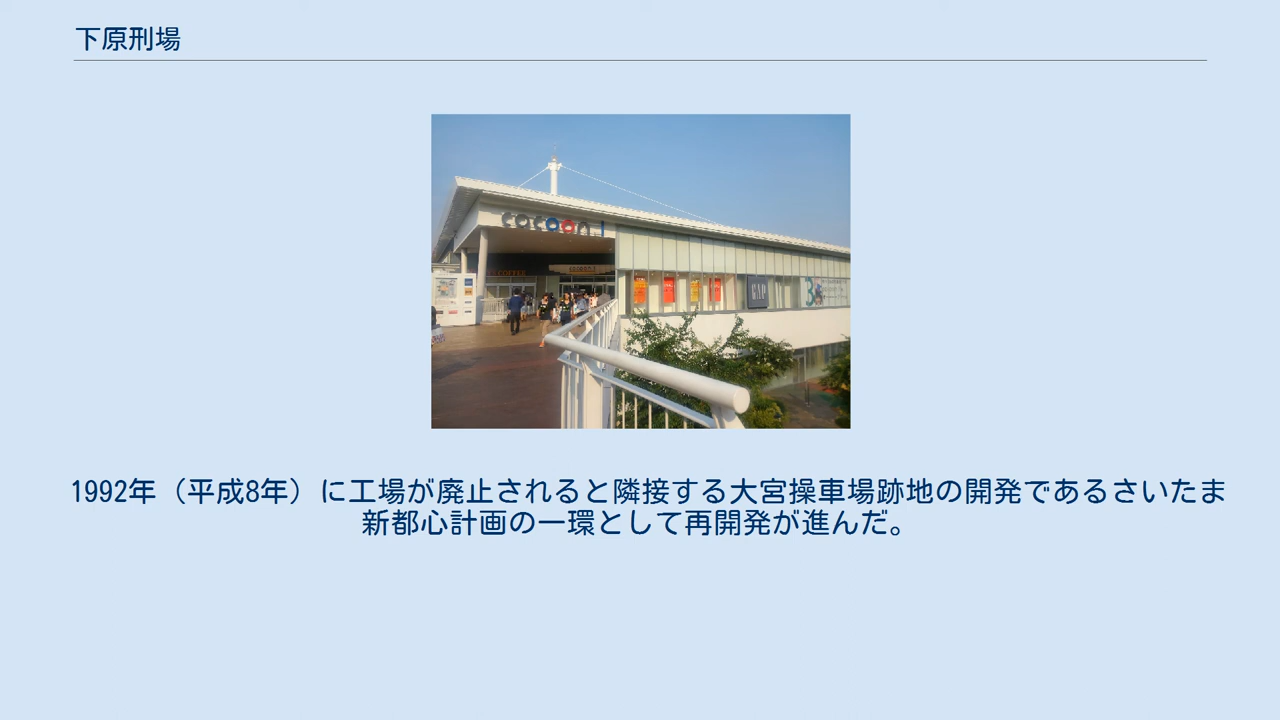 下原刑場
cocoon 1
GAP
1992年（平成8年）に工場が廃止されると隣接する大宮操車場跡地の開発であるさいたま
新都心計画の一環として再開発が進んだ。